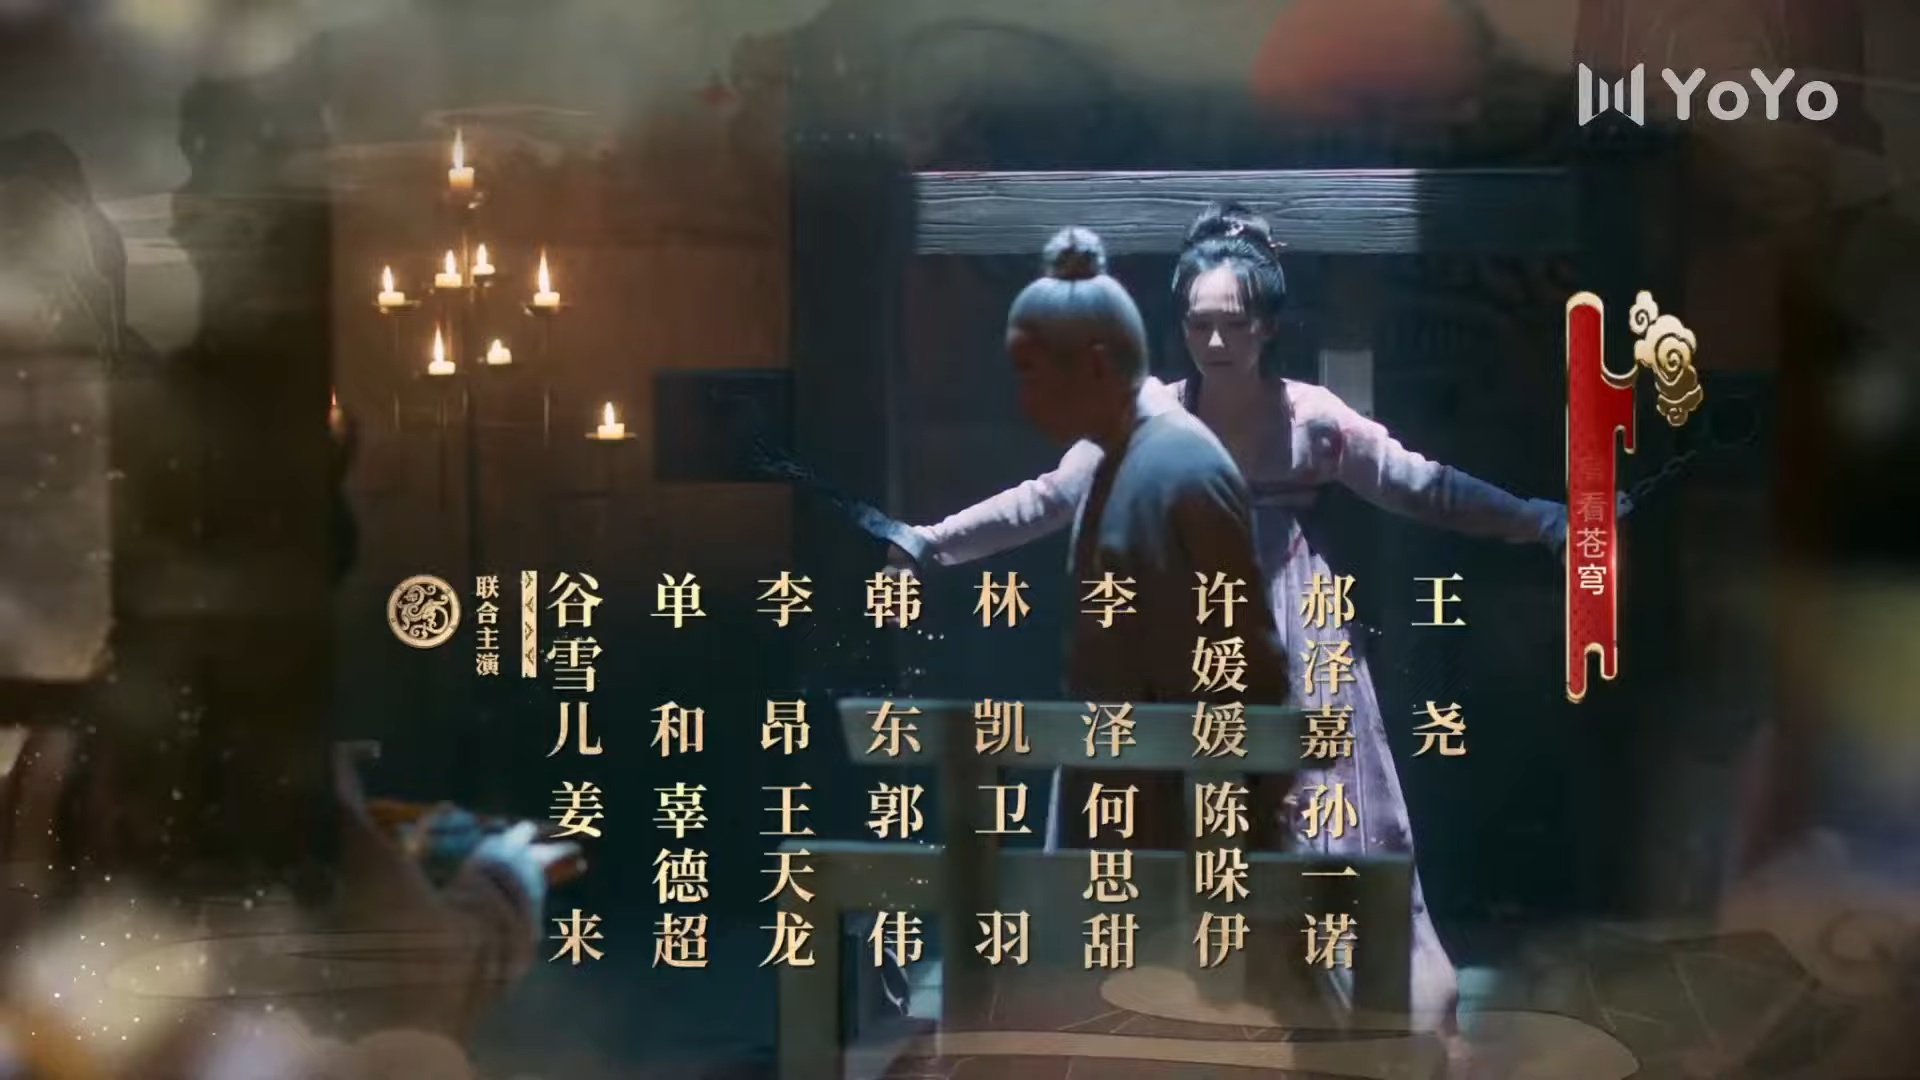 YoYo
联合主演
谷雪儿
单和
李昂
韩东
林凯
李泽
许媛媛
郝泽嘉
王尧
姜来
辜德超
王天龙
郭伟
卫羽
何思甜
陈哚伊
孙一诺
看苍穹